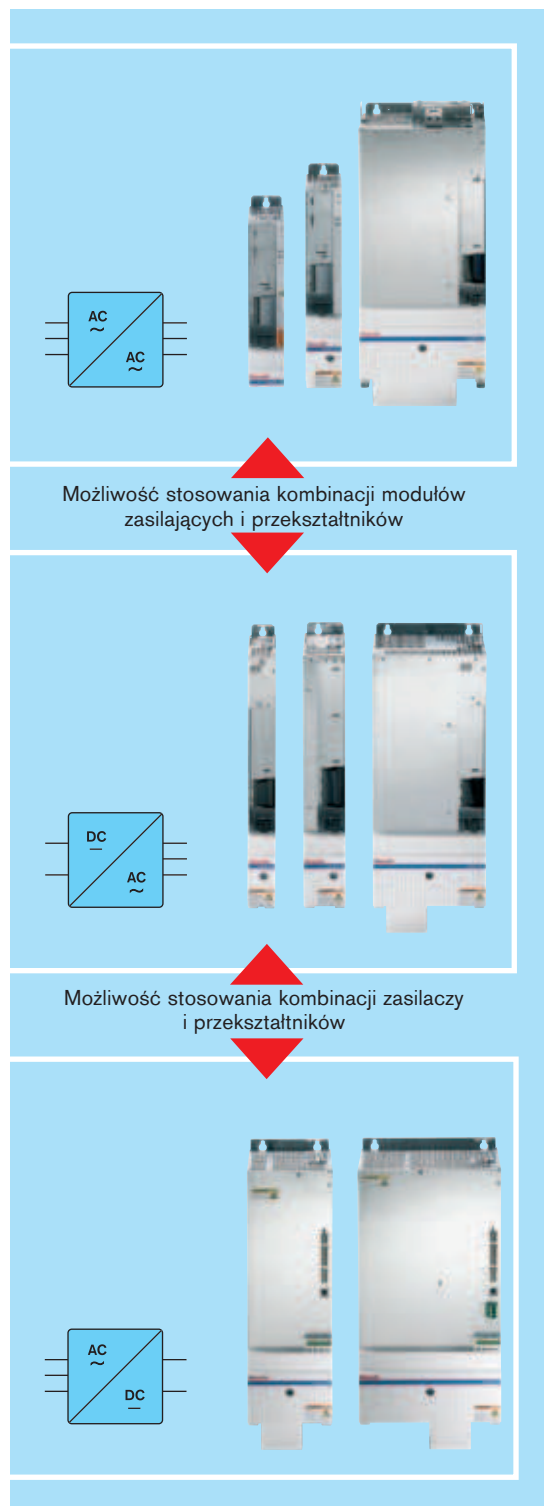 AC
~
AC
~
Możliwość stosowania kombinacji modułów
zasilających i przekształtników
DC
AC
~
Możliwość stosowania kombinacji zasilaczy
i przekształtników
AC
~
DC